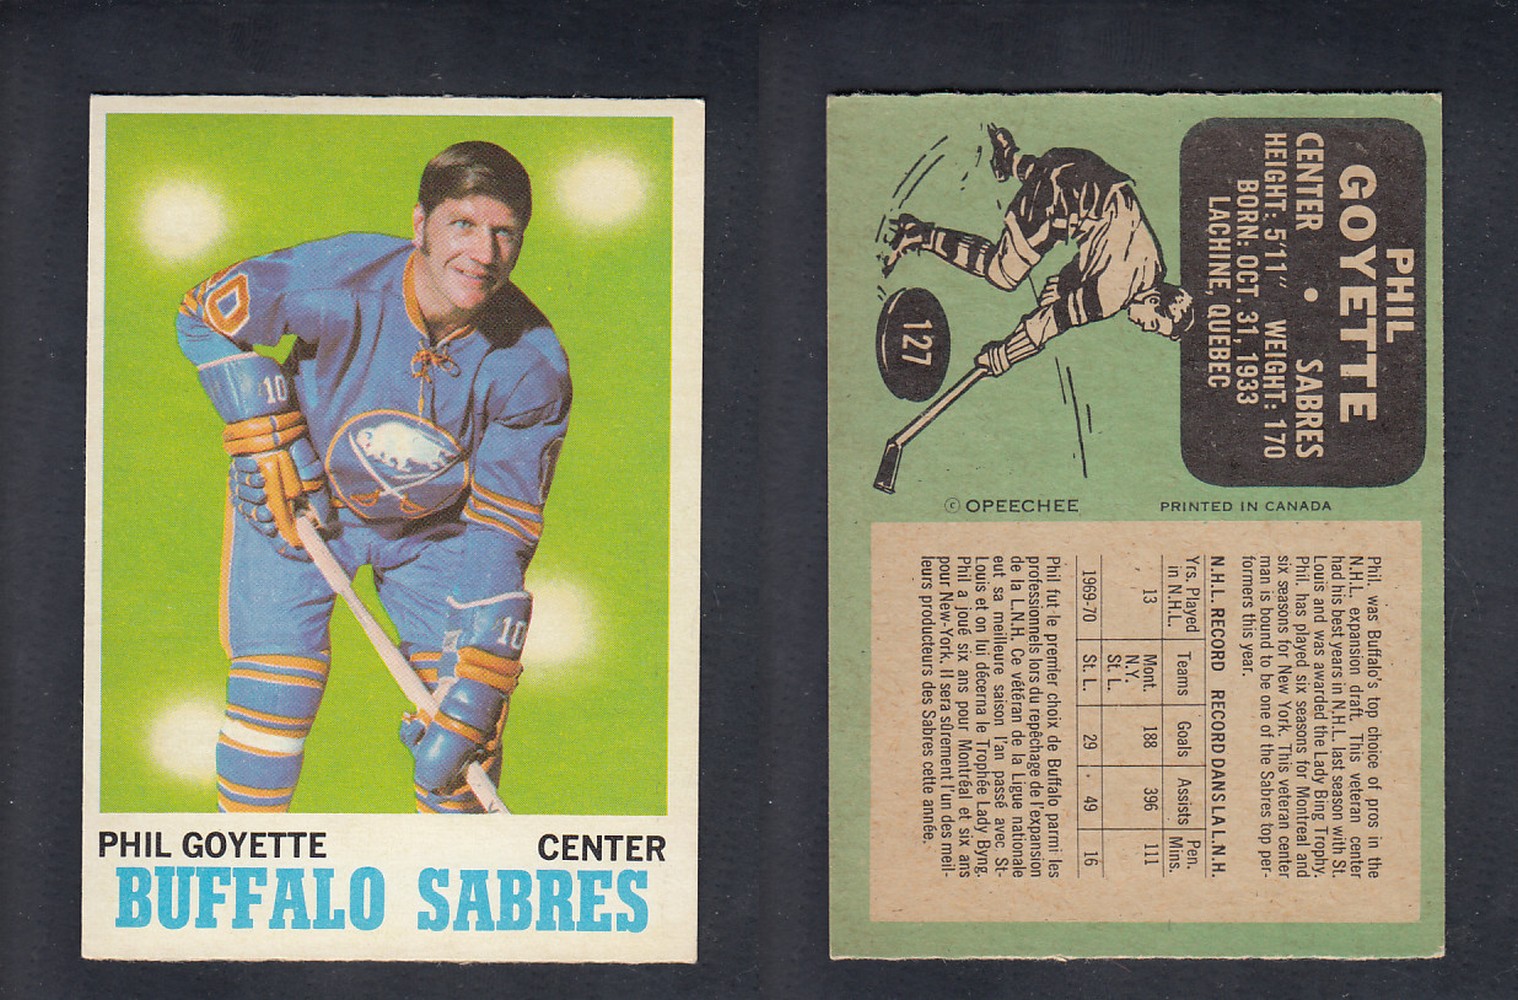 10
10
PHIL GOYETTE CENTER
BUFFALO SABRES
PHIL
GOYETTE
CENTER • SABRES
HEIGHT: 5'11" WEIGHT: 170
BORN: OCT. 31, 1933
LACHINE, QUEBEC
127
© OPEECHEE PRINTED IN CANADA
Phil. was Buffalo's top choice of pros in the
N.H.L. expansion draft. This veteran center
had his best years in N.H.L. last season with St.
Louis and was awarded the Lady Bing Trophy.
Phil. has played six seasons for Montreal and
six seasons for New York. This veteran center
man is bound to be one of the Sabres top per-
formers this year.
N.H.L. RECORD RECORD DANS LA L.N.H.
Yrs. Played in N.H.L. Teams Goals Assists Pen. Mins.
13 Mont. 188 396 111
N.Y.
St. L.
1969-70 St. L. 29 49 16
Phil fut le premier choix de Buffalo parmi les
professionnels lors du repêchage de l'expansion
de la L.N.H. Ce vétéran de la Ligue nationale
eut sa meilleure saison l'an passé avec St-
Louis et on lui décerna le Trophée Lady Byng.
Phil a joué six ans pour Montréal et six ans
pour New-York. Il sera sûrement l'un des meil-
leurs producteurs des Sabres cette année.